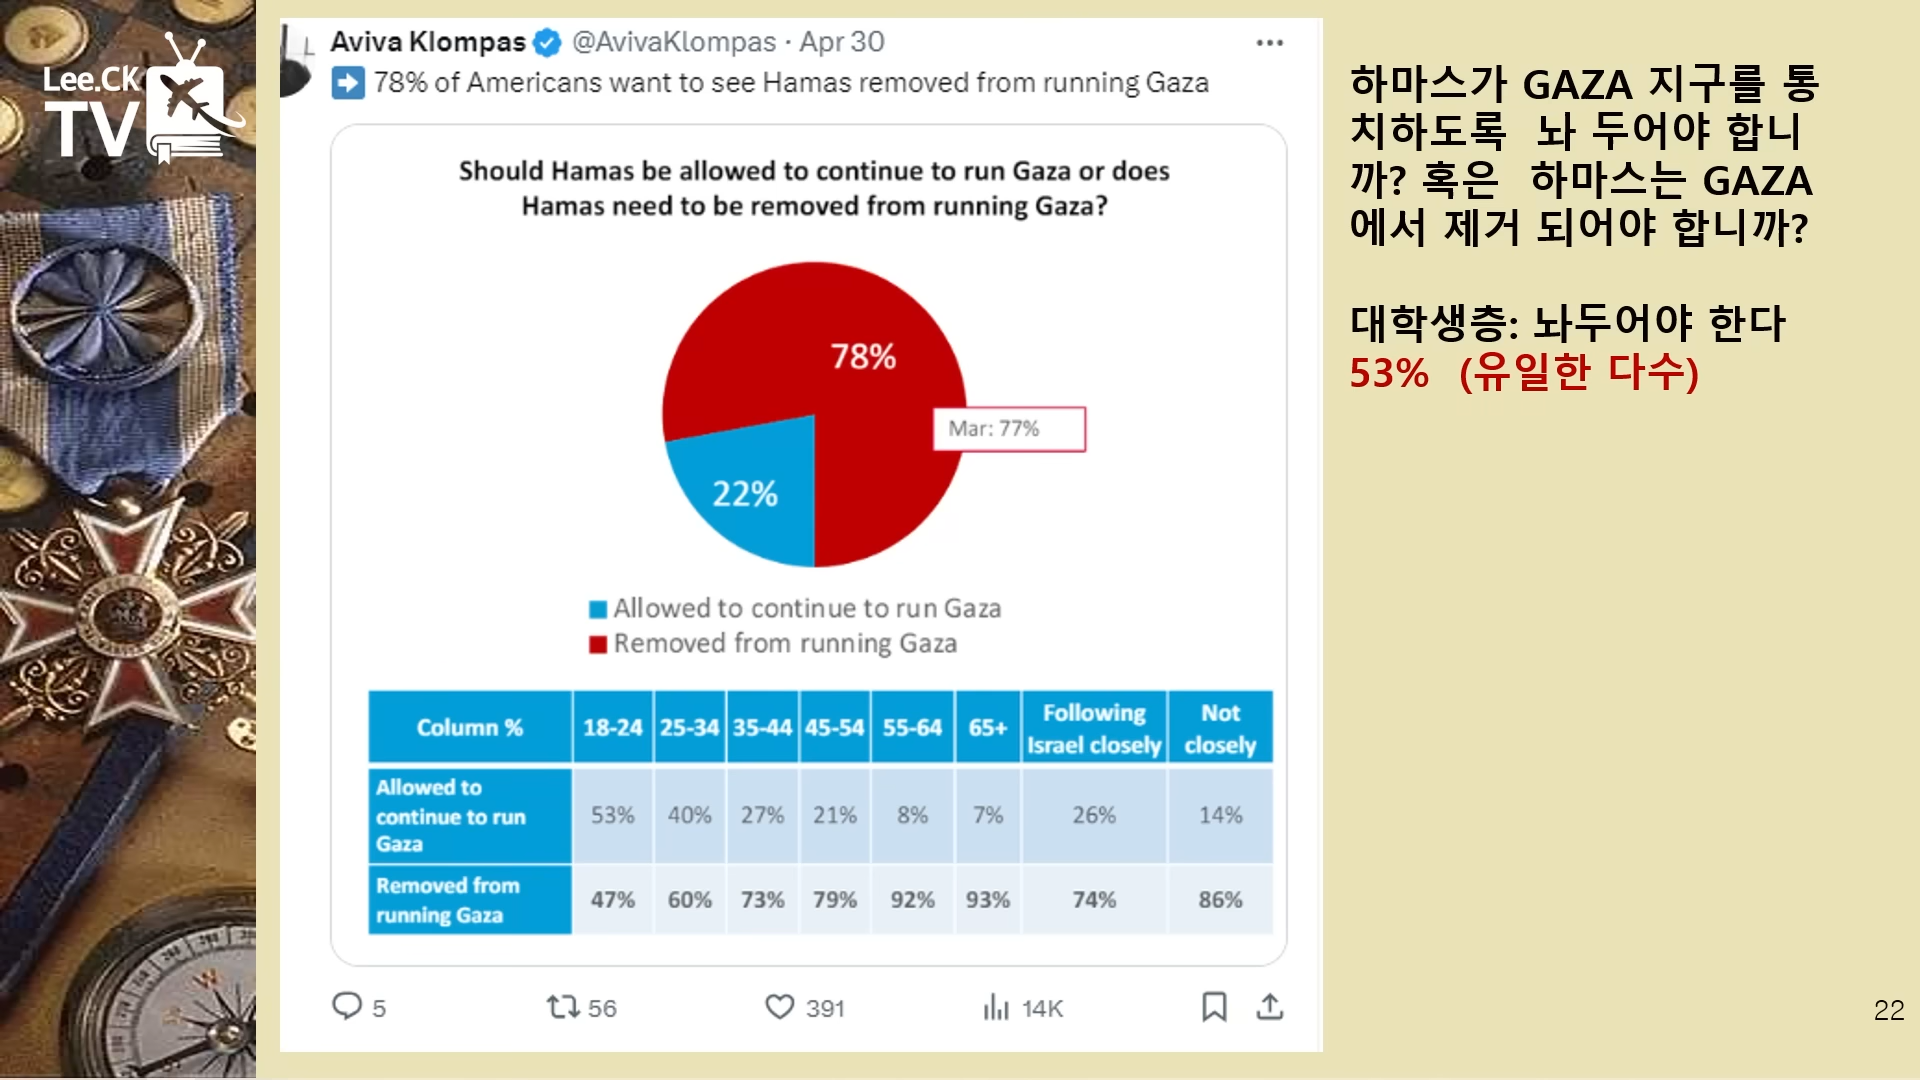 Lee.CK
TV
Aviva Klompas @AvivaKlompas · Apr 30
78% of Americans want to see Hamas removed from running Gaza
Should Hamas be allowed to continue to run Gaza or does
Hamas need to be removed from running Gaza?
78%
Mar: 77%
22%
Allowed to continue to run Gaza
Removed from running Gaza
Column % 18-24 25-34 35-44 45-54 55-64 65+ Following Israel closely Not closely
Allowed to continue to run Gaza 53% 40% 27% 21% 8% 7% 26% 14%
Removed from running Gaza 47% 60% 73% 79% 92% 93% 74% 86%
5 56 391 14K
하마스가 GAZA 지구를 통
치하도록 놔 두어야 합니
까? 혹은 하마스는 GAZA
에서 제거 되어야 합니까?
대학생층: 놔두어야 한다
53% (유일한 다수)
22